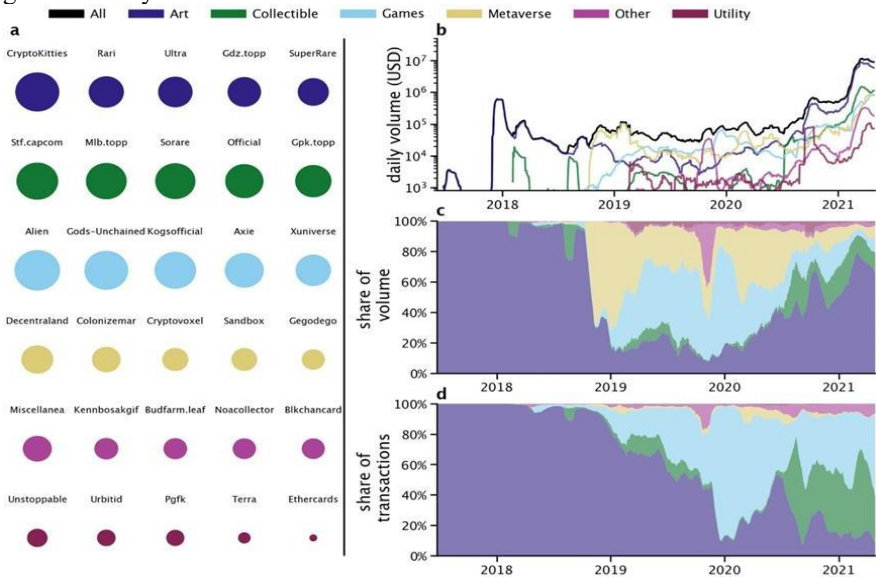 All Art Collectible Games Metaverse Other Utility
a
CryptoKitties Rari Ultra Gdz.topp SuperRare
Stf.capcom Mlb.topp Sorare Official Gpk.topp
Alien Gods-Unchained Kogsofficial Axie Xuniverse
Decentraland Colonizemar Cryptovoxel Sandbox Gegodego
Miscellanea Kennbosakgif Budfarm.leaf Noacollector Blkchancard
Unstoppable Urbitid Pgfk Terra Ethercards
b
daily volume (USD)
10⁷
10⁶
10⁵
10⁴
10³
2018 2019 2020 2021
c
share of
volume
100%
80%
60%
40%
20%
0%
2018 2019 2020 2021
d
share of
transactions
100%
80%
60%
40%
20%
0%
2018 2019 2020 2021